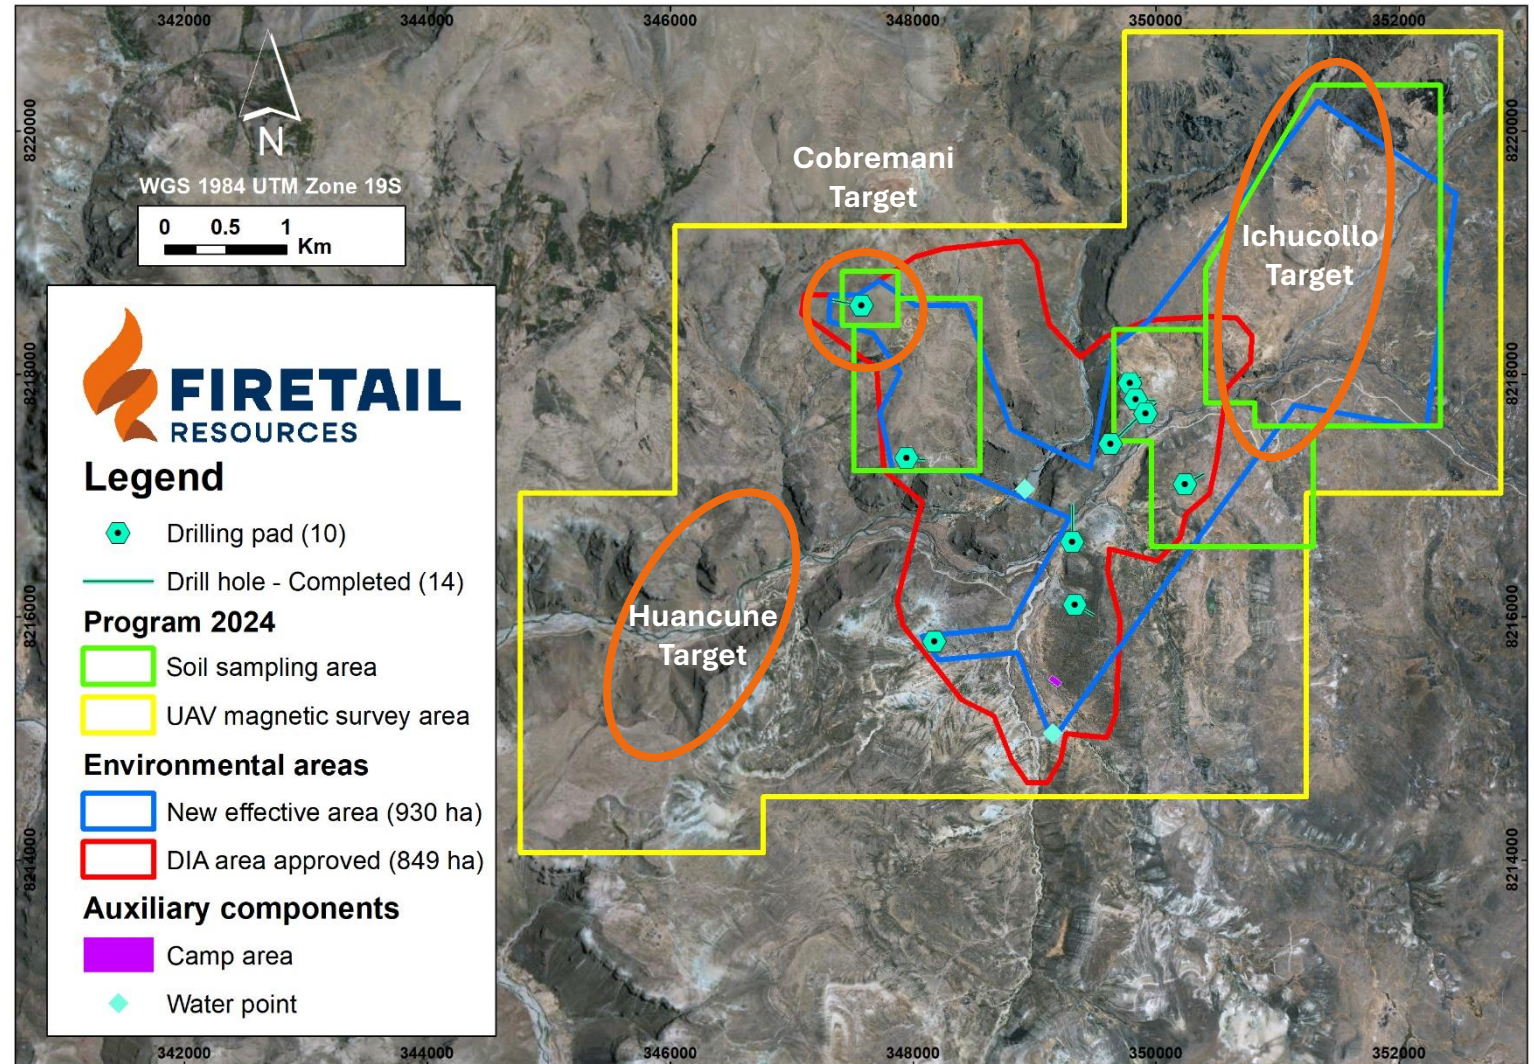 342000
344000
346000
348000
350000
352000
8220000
8220000
N
WGS 1984 UTM Zone 19S
0 0.5 1
Km
Cobremani
Target
Ichucollo
Target
FIRETAIL
RESOURCES
8218000
8218000
Legend
Drilling pad (10)
Drill hole - Completed (14)
Program 2024
Soil sampling area
UAV magnetic survey area
Environmental areas
New effective area (930 ha)
DIA area approved (849 ha)
Auxiliary components
Camp area
Water point
Huancune
Target
8216000
8216000
8214000
8214000
342000
344000
346000
348000
350000
352000